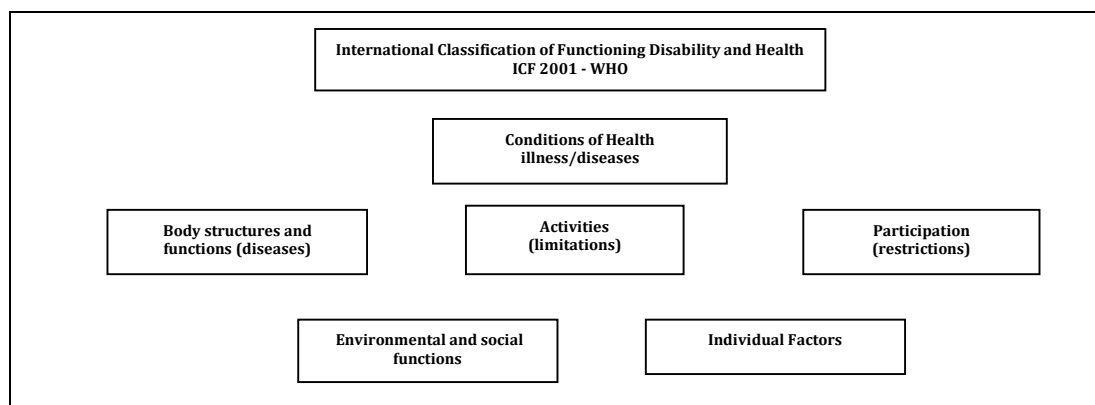 International Classification of Functioning Disability and Health
ICF 2001 - WHO
Conditions of Health
illness/diseases
Body structures and
functions (diseases)
Activities
(limitations)
Participation
(restrictions)
Environmental and social
functions
Individual Factors